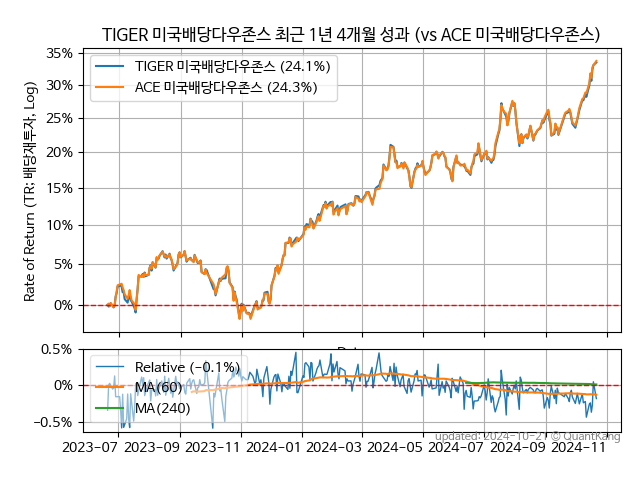 TIGER 미국배당다우존스 최근 1년 4개월 성과 (vs ACE 미국배당다우존스)
Rate of Return (TR: 배당재투자, Log)
35%
30%
25%
20%
15%
10%
5%
0%
TIGER 미국배당다우존스 (24.1%)
ACE 미국배당다우존스 (24.3%)
0.5%
0%
−0.5%
Relative (−0.1%)
MA(60)
MA(240)
updated: 2024-10-27 © QuantKang
2023-07 2023-09 2023-11 2024-01 2024-03 2024-05 2024-07 2024-09 2024-11